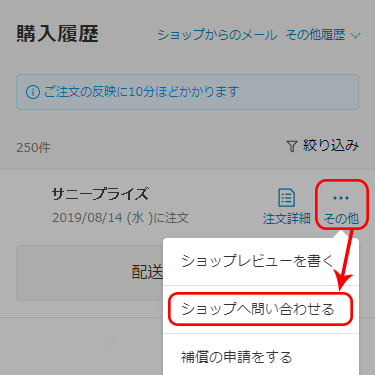 購入履歴
ショップからのメール その他履歴
ご注文の反映に10分ほどかかります
250件 絞り込み
サニープライズ
2019/08/14 (水 )に注文
注文詳細 その他
配送
ショップレビューを書く
ショップへ問い合わせる
補償の申請をする